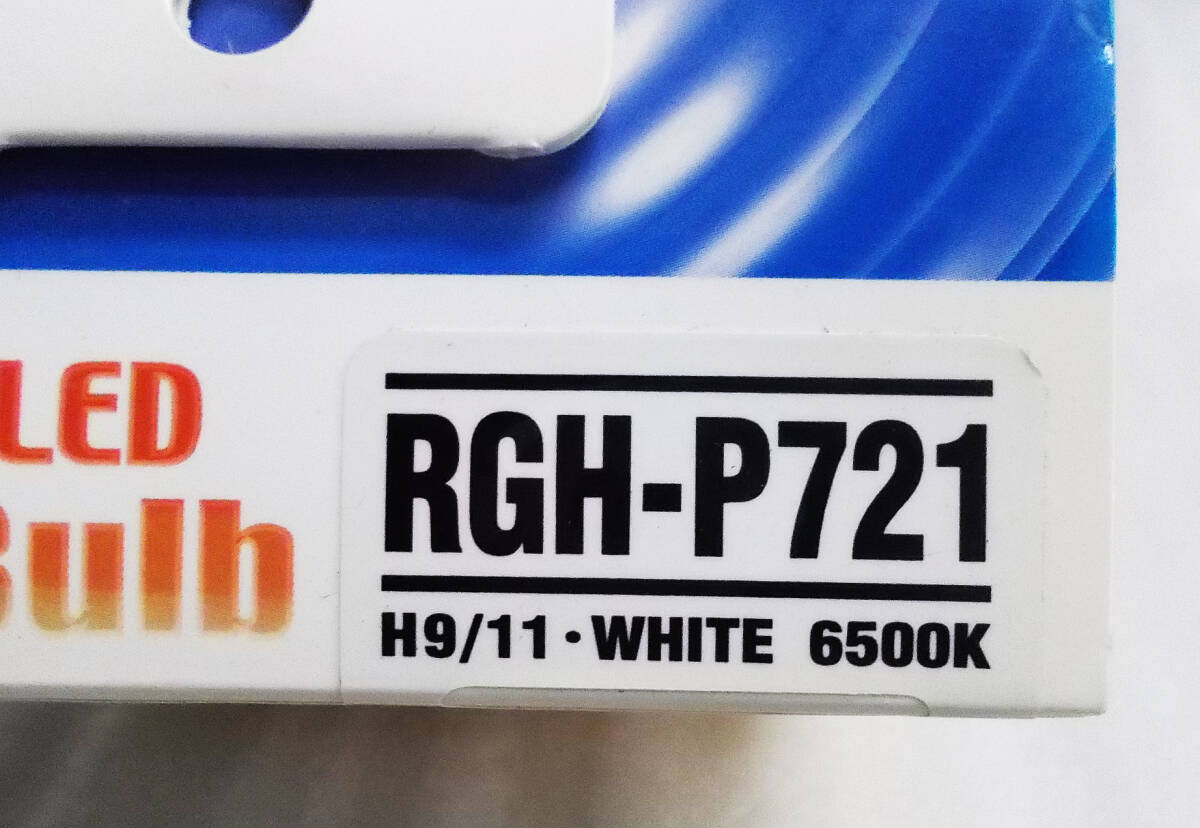 LED
Bulb
RGH-P721
H9/11・WHITE 6500K